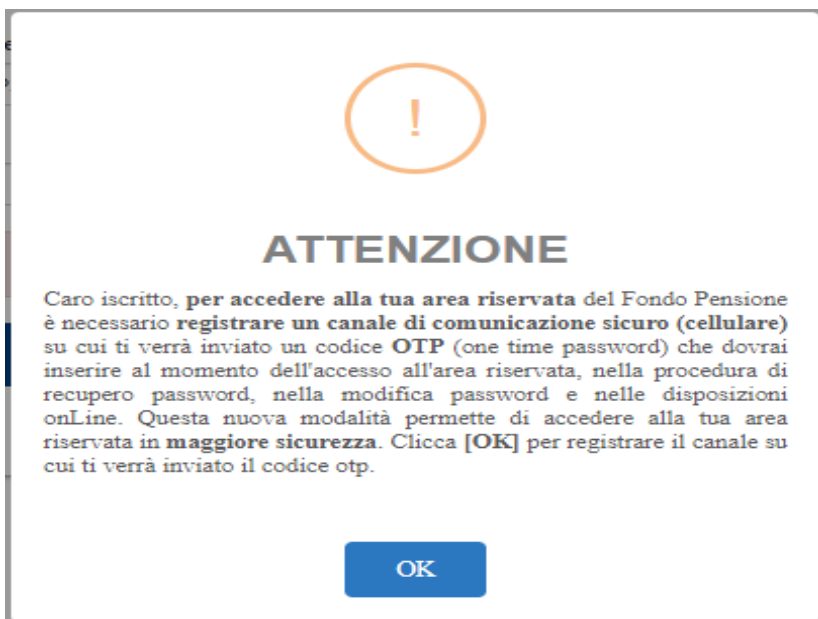 !
ATTENZIONE
Caro iscritto, per accedere alla tua area riservata del Fondo Pensione
è necessario registrare un canale di comunicazione sicuro (cellulare)
su cui ti verrà inviato un codice OTP (one time password) che dovrai
inserire al momento dell'accesso all'area riservata, nella procedura di
recupero password, nella modifica password e nelle disposizioni
onLine. Questa nuova modalità permette di accedere alla tua area
riservata in maggiore sicurezza. Clicca [OK] per registrare il canale su
cui ti verrà inviato il codice otp.
OK